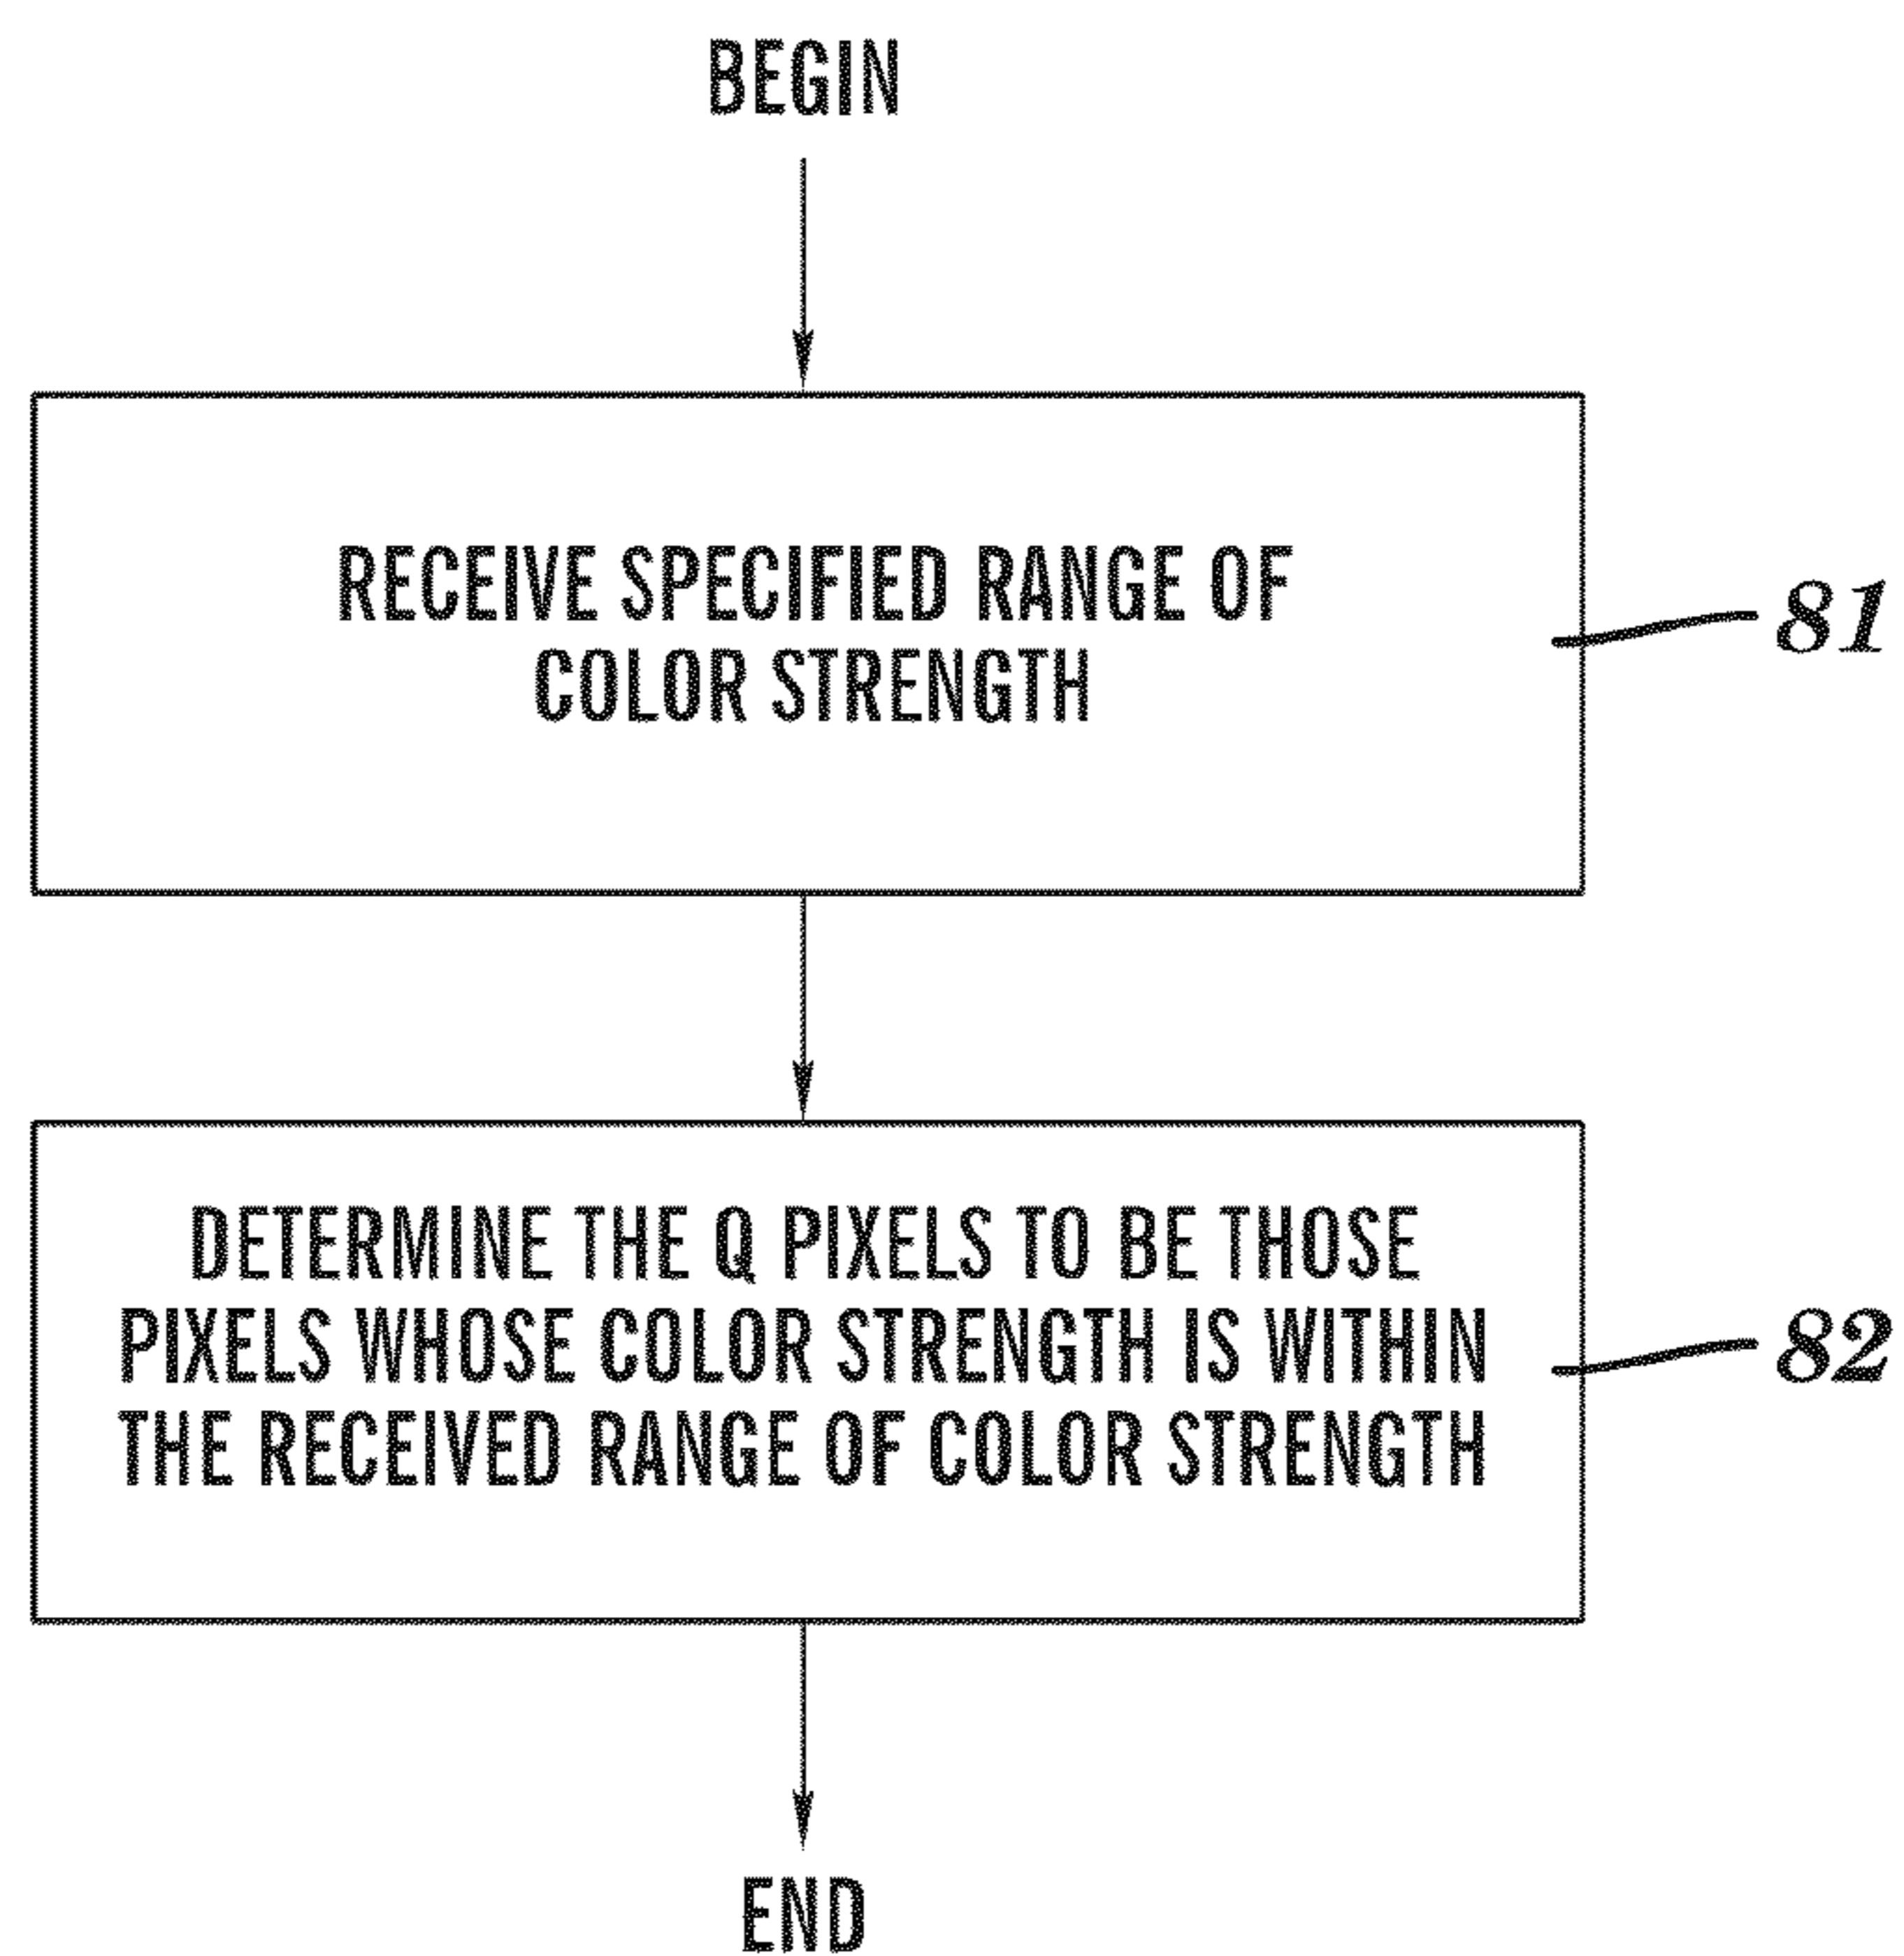 BEGIN
RECEIVE SPECIFIED RANGE OF
COLOR STRENGTH
81
DETERMINE THE Q PIXELS TO BE THOSE
PIXELS WHOSE COLOR STRENGTH IS WITHIN
THE RECEIVED RANGE OF COLOR STRENGTH
82
END